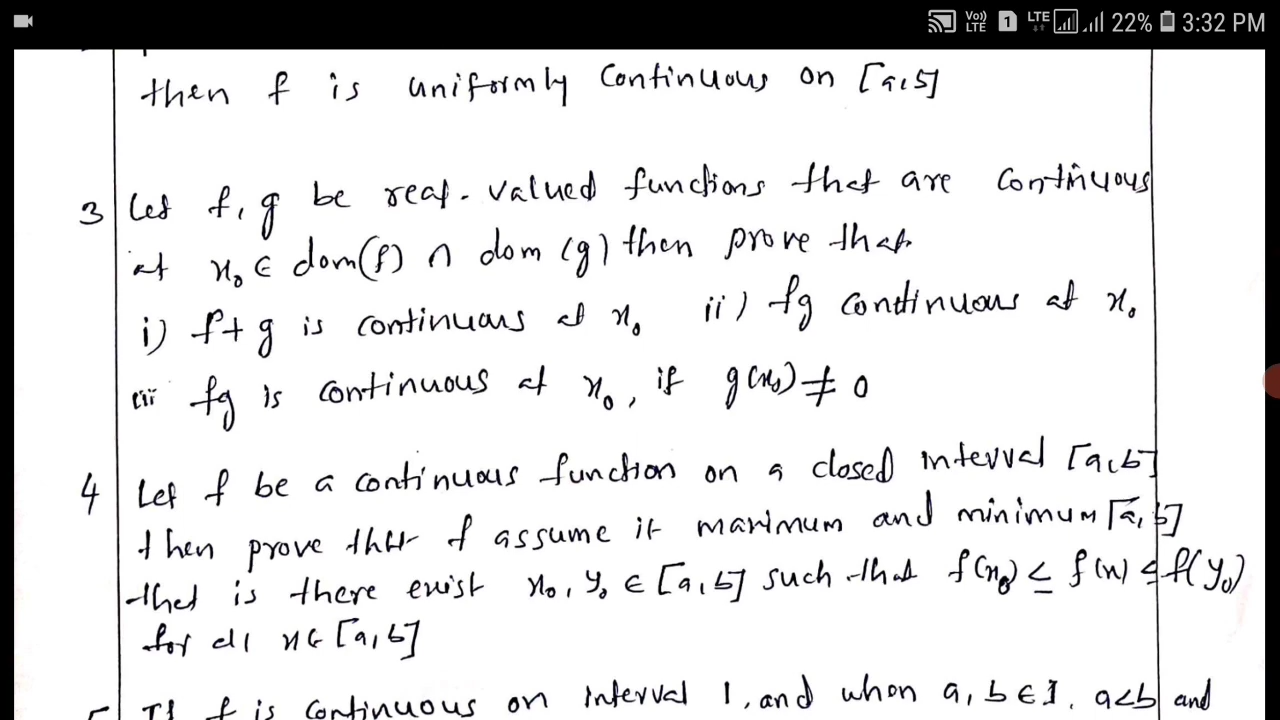 Vo)) LTE 1 LTE 22% 3:32 PM
then f is uniformly continuous on [a,5]
3 Let f, g be real-valued functions that are continuous
at x₀ ∈ dom(f) ∩ dom (g) then prove that
i) f+g is continuous at x₀ ii) fg continuous at x₀
iii fg is continuous at x₀, if g(x₀) ≠ 0
4 Let f be a continuous function on a closed interval [a,b]
then prove that f assume it maximum and minimum [a,b]
that is there exist x₀, y₀ ∈ [a,b] such that f(x₀) ≤ f(x) ≤ f(y₀)
for all x∈ [a,b]
5 If f is continuous on interval I, and when a, b ∈ I, a<b and